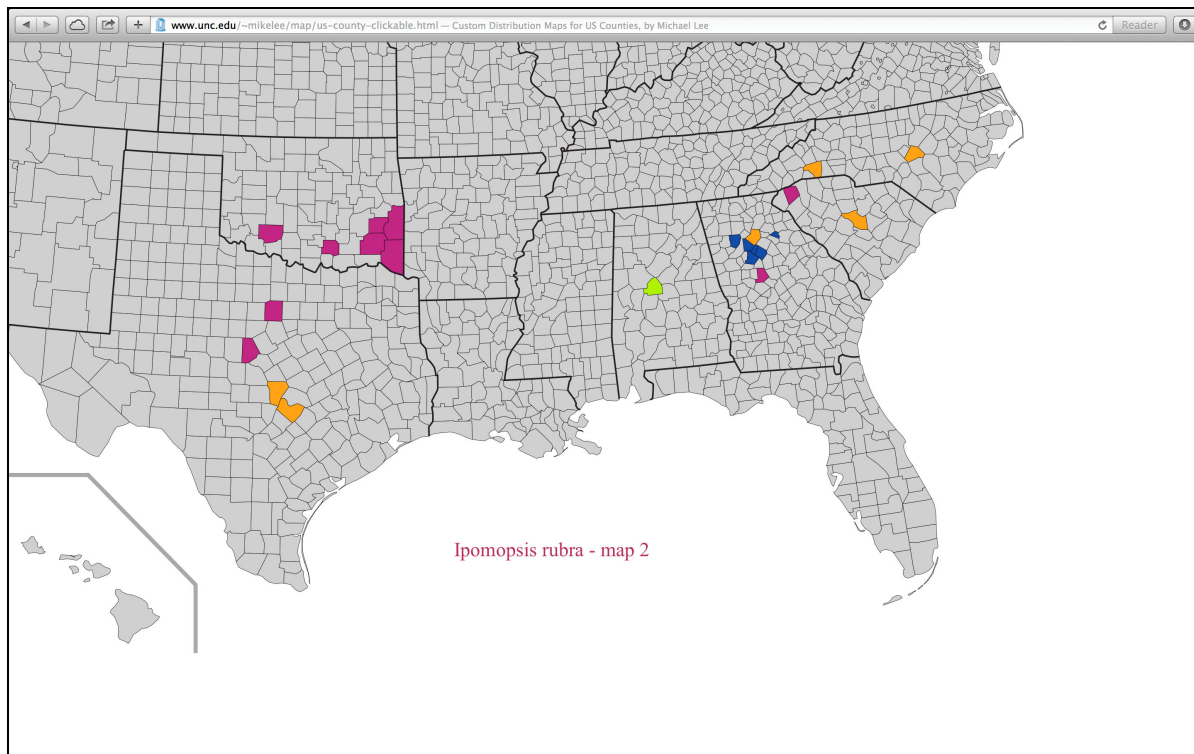 www.unc.edu/~mikelee/map/us-county-clickable.html — Custom Distribution Maps for US Counties, by Michael Lee
Reader
Ipomopsis rubra - map 2